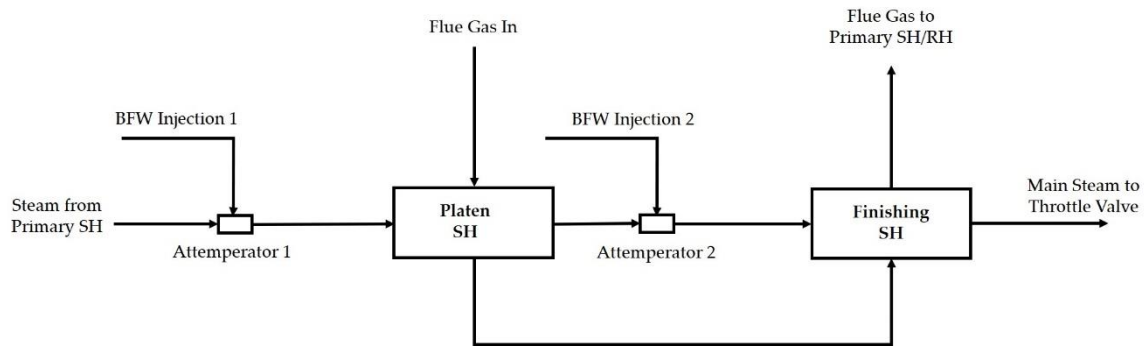 Flue Gas In
Flue Gas to
Primary SH/RH
BFW Injection 1
BFW Injection 2
Steam from
Primary SH
Attemperator 1
Platen
SH
Attemperator 2
Finishing
SH
Main Steam to
Throttle Valve